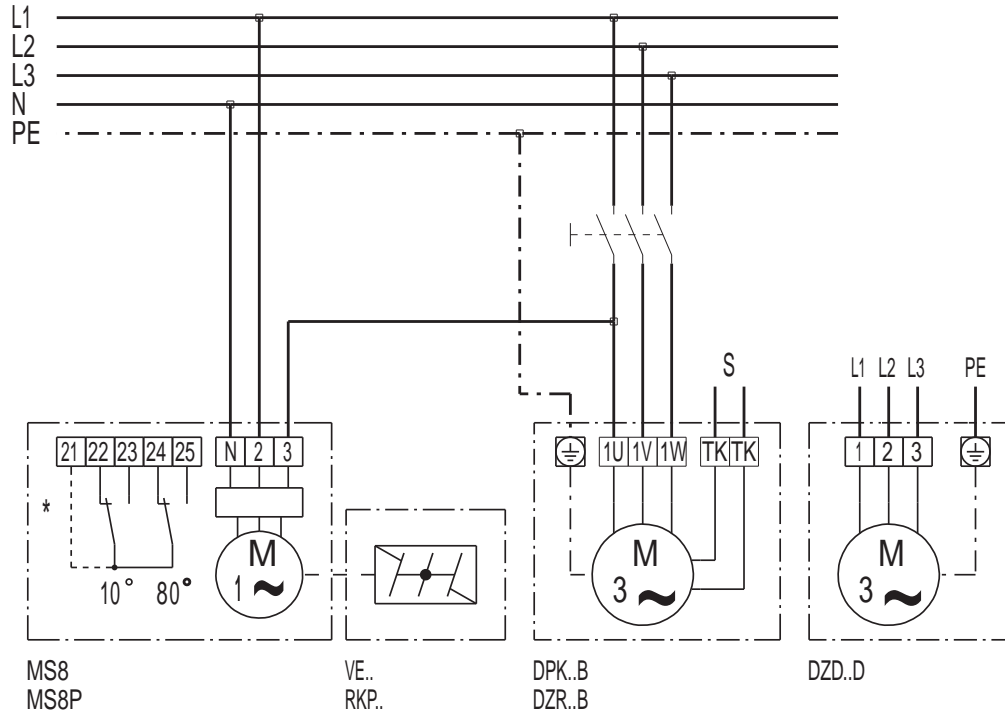 L1
L2
L3
N
PE
S
L1 L2 L3 PE
21 22 23 24 25
N 2 3
1U 1V 1W
TK TK
1 2 3
*
10° 80°
M
1 ~
M
3 ~
M
3 ~
MS8
MS8P
VE..
RKP..
DPK..B
DZR..B
DZD..D